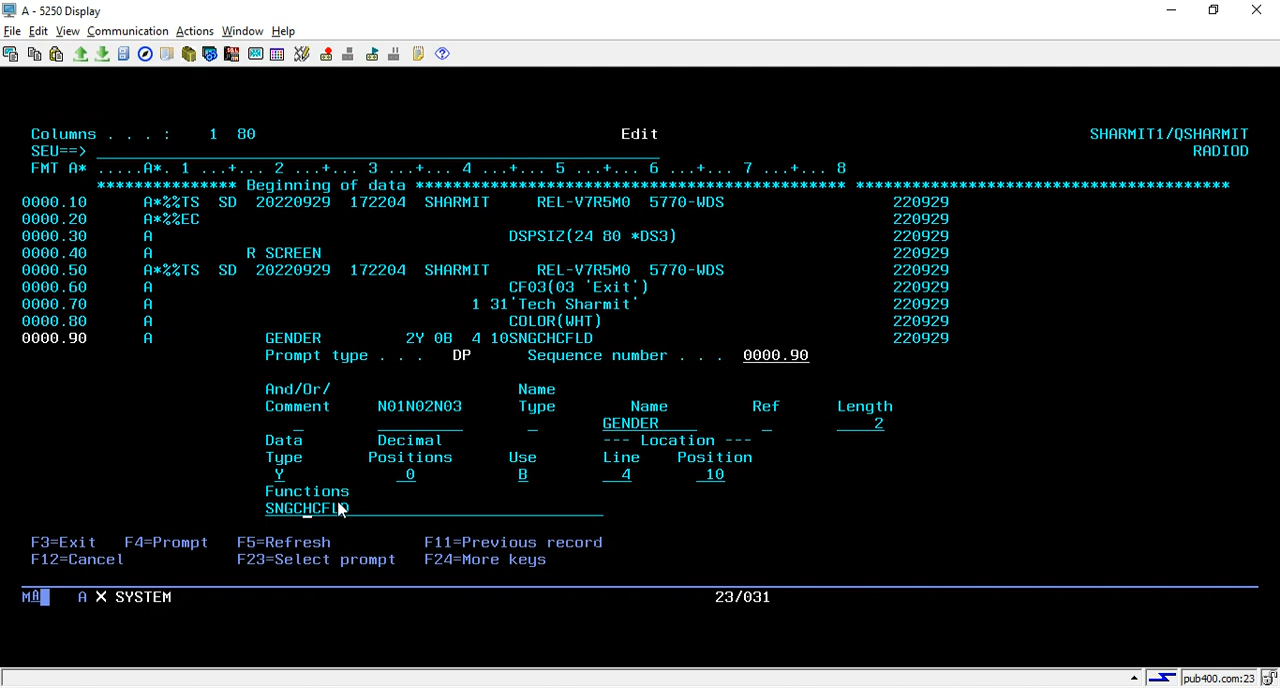 A - 5250 Display
File Edit View Communication Actions Window Help
Columns . . . :    1  80                                       Edit                                              SHARMIT1/QSHARMIT
SEU==>                                                                                                                      RADIOD
FMT A* .....A*. 1 ...+... 2 ...+... 3 ...+... 4 ...+... 5 ...+... 6 ...+... 7 ...+... 8
*************** Beginning of data ********************************************** ****************************************
0000.10      A*%%TS  SD  20220929  172204  SHARMIT     REL-V7R5M0  5770-WDS                  220929
0000.20      A*%%EC                                                                          220929
0000.30      A                                      DSPSIZ(24 80 *DS3)                       220929
0000.40      A          R SCREEN                                                             220929
0000.50      A*%%TS  SD  20220929  172204  SHARMIT     REL-V7R5M0  5770-WDS                  220929
0000.60      A                                      CF03(03 'Exit')                          220929
0000.70      A                                  1 31'Tech Sharmit'                           220929
0000.80      A                                      COLOR(WHT)                               220929
0000.90      A            GENDER         2Y 0B  4 10SNGCHCFLD                                220929
Prompt type . . .   DP      Sequence number . . .  0000.90
And/Or/                    Name
Comment     N01N02N03      Type        Name         Ref      Length
GENDER                     2
Data        Decimal                 --- Location ---
Type       Positions      Use       Line    Position
Y             0            B          4        10
Functions
SNGCHCFLD
F3=Exit   F4=Prompt   F5=Refresh          F11=Previous record
F12=Cancel            F23=Select prompt   F24=More keys
MA    A X SYSTEM                                                          23/031
pub400.com:23